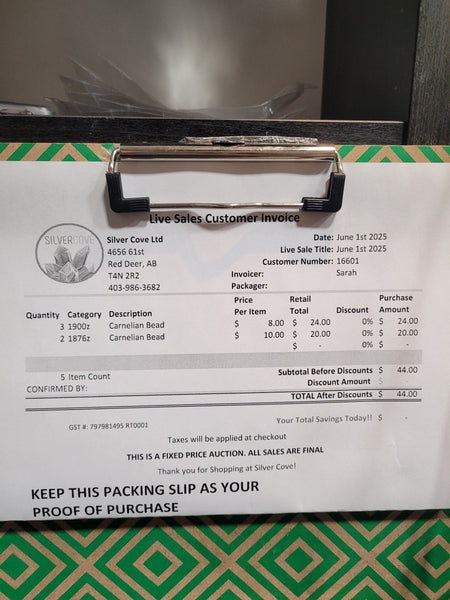 Live Sales Customer Invoice
SILVERCOVE
Silver Cove Ltd
4656 61st
Red Deer, AB
T4N 2R2
403-986-3682
Date: June 1st 2025
Live Sale Title: June 1st 2025
Customer Number: 16601
Invoicer: Sarah
Packager:
Quantity Category Description Price Per Item Retail Total Discount Purchase Amount
3 1900z Carnelian Bead $ 8.00 $ 24.00 0% $ 24.00
2 1876z Carnelian Bead $ 10.00 $ 20.00 0% $ 20.00
$ - 0% $ -
5 Item Count
Subtotal Before Discounts $ 44.00
Discount Amount $ -
CONFIRMED BY:
TOTAL After Discounts $ 44.00
GST #: 797981495 RT0001
Your Total Savings Today!! $ -
Taxes will be applied at checkout
THIS IS A FIXED PRICE AUCTION. ALL SALES ARE FINAL
Thank you for Shopping at Silver Cove!
KEEP THIS PACKING SLIP AS YOUR
PROOF OF PURCHASE